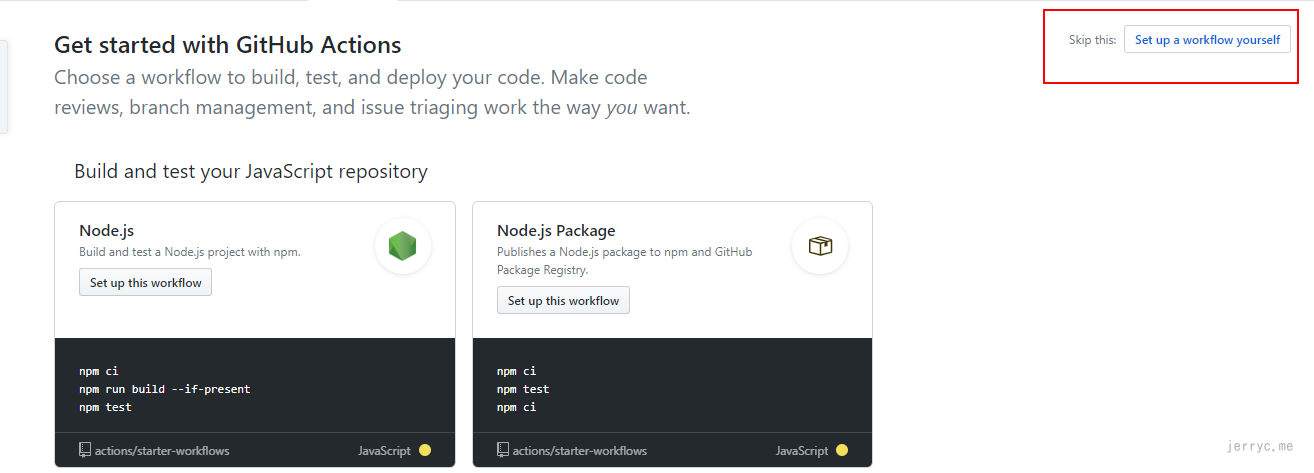 Get started with GitHub Actions
Skip this: Set up a workflow yourself
Choose a workflow to build, test, and deploy your code. Make code
reviews, branch management, and issue triaging work the way you want.
Build and test your JavaScript repository
Node.js
Build and test a Node.js project with npm.
Set up this workflow
npm ci
npm run build --if-present
npm test
actions/starter-workflows JavaScript
Node.js Package
Publishes a Node.js package to npm and GitHub
Package Registry.
Set up this workflow
npm ci
npm test
npm ci
actions/starter-workflows JavaScript
jerryc.me